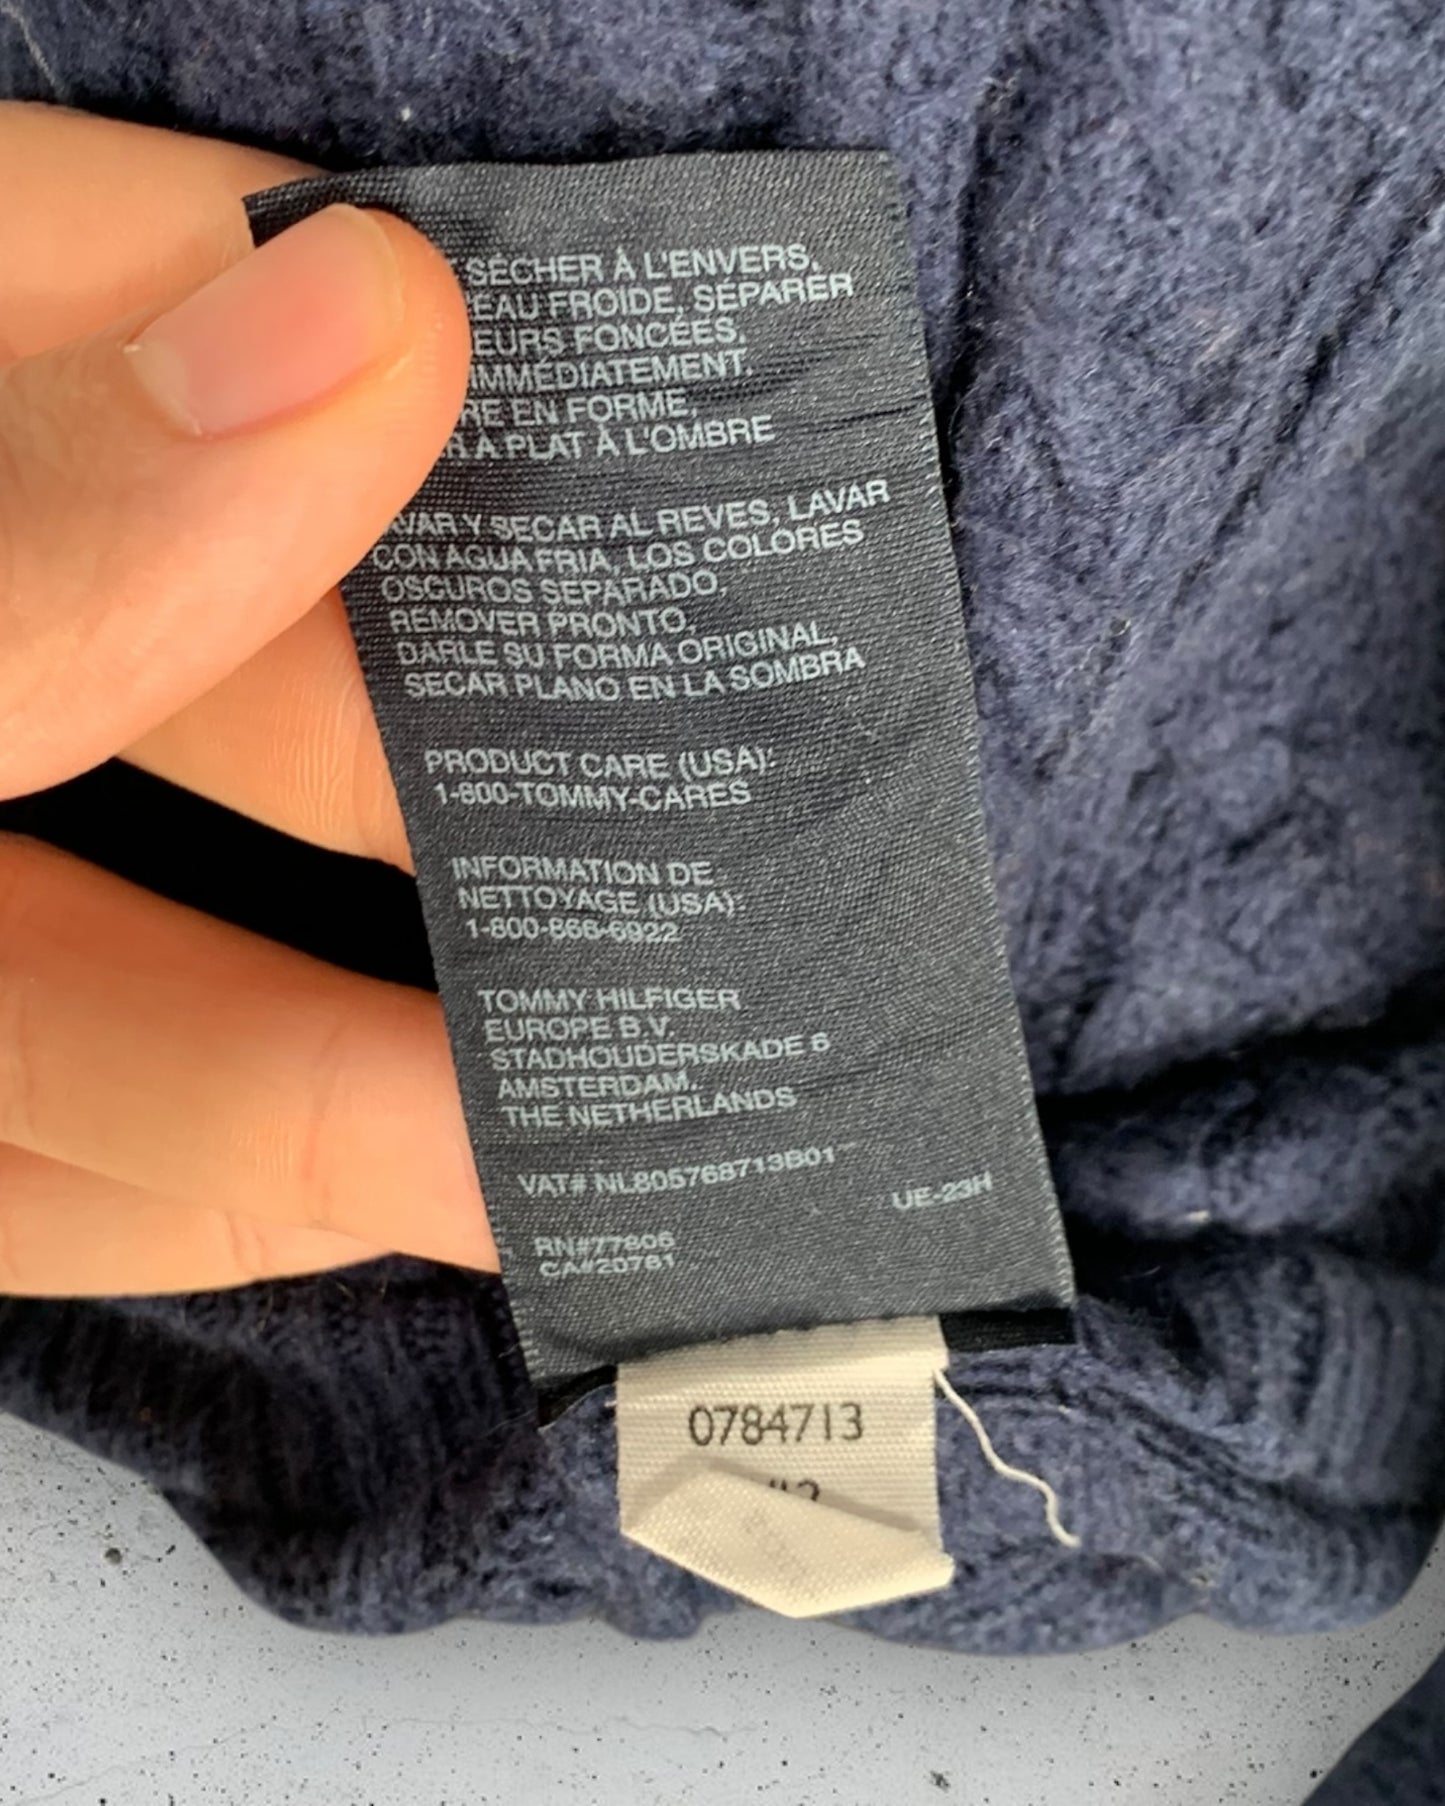 SÉCHER À L'ENVERS,
EAU FROIDE, SÉPARER
EURS FONCÉES,
IMMÉDIATEMENT.
RE EN FORME,
R À PLAT À L'OMBRE
AVAR Y SECAR AL REVES, LAVAR
CON AGUA FRIA, LOS COLORES
OSCUROS SEPARADO,
REMOVER PRONTO.
DARLE SU FORMA ORIGINAL,
SECAR PLANO EN LA SOMBRA
PRODUCT CARE (USA):
1-800-TOMMY-CARES
INFORMATION DE
NETTOYAGE (USA):
1-800-866-6922
TOMMY HILFIGER
EUROPE B.V.
STADHOUDERSKADE 6
AMSTERDAM.
THE NETHERLANDS
VAT# NL805768713B01
UE-23H
RN#77806
CA#20761
0784713